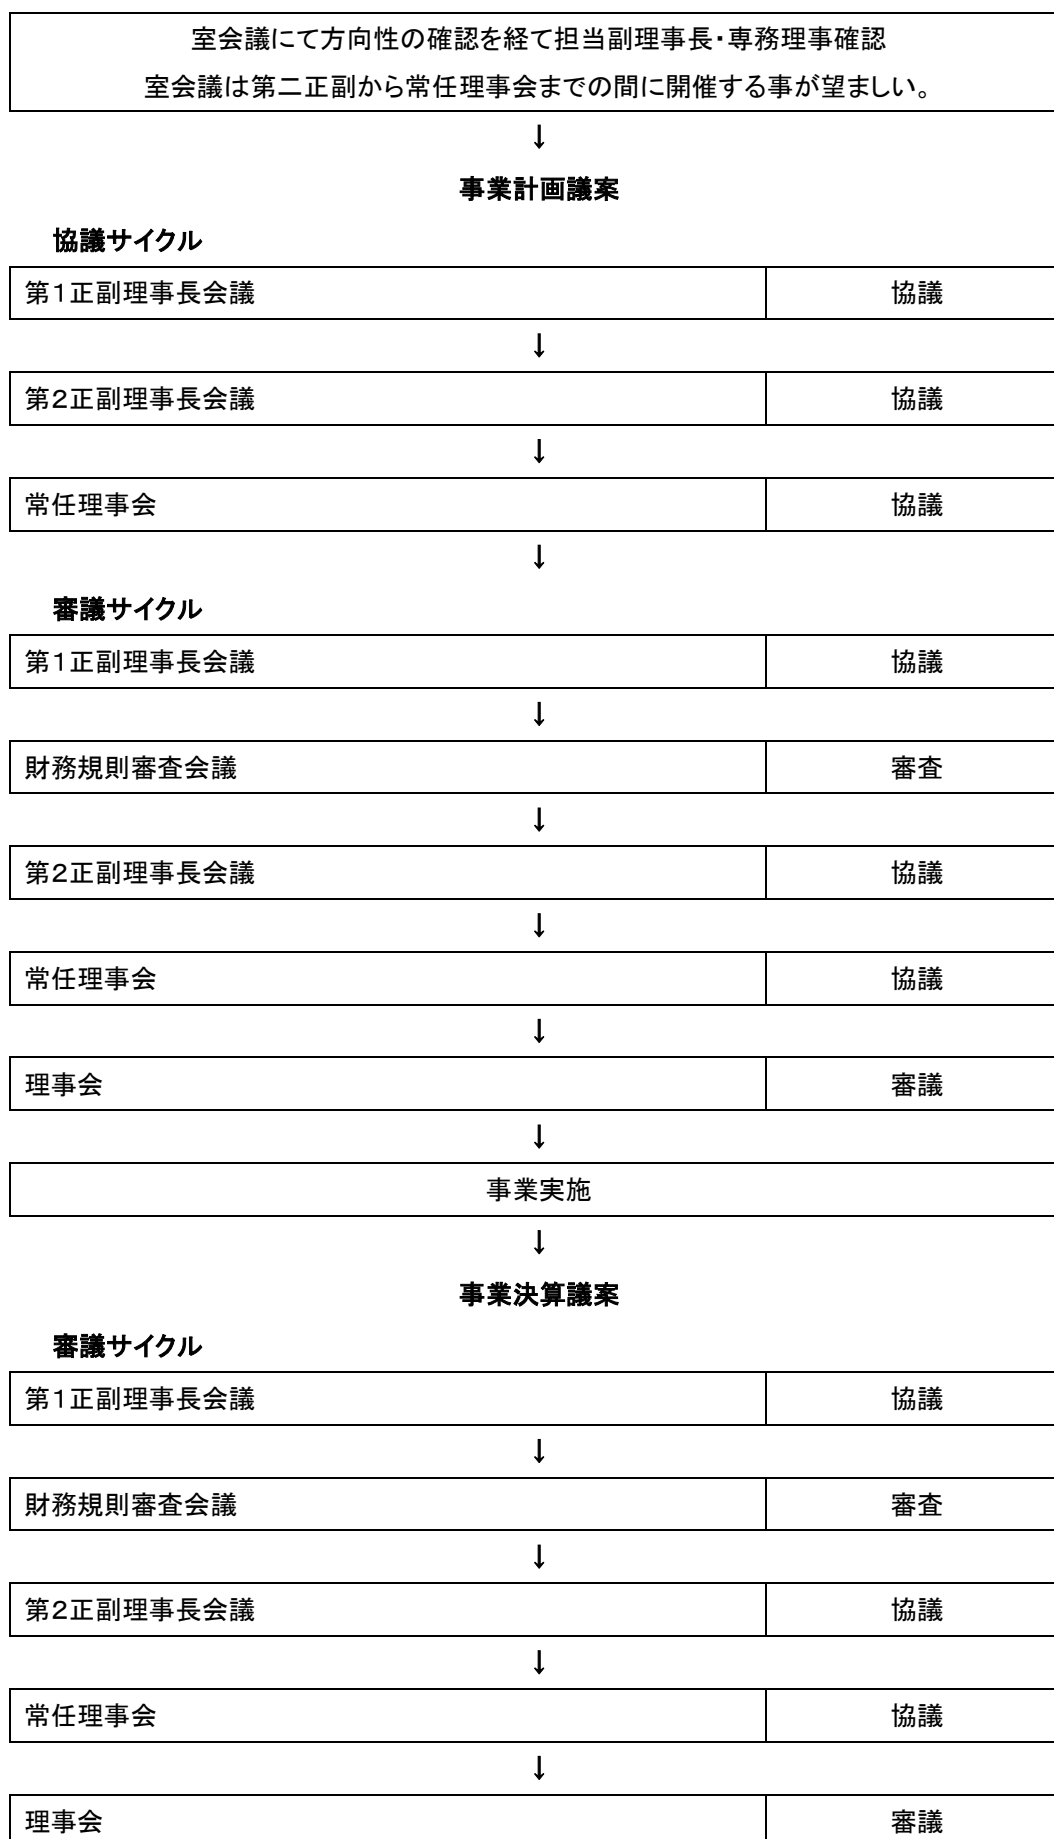 室会議にて方向性の確認を経て担当副理事長・専務理事確認
室会議は第二正副から常任理事会までの間に開催する事が望ましい。
↓
事業計画議案
協議サイクル
第1正副理事長会議 協議
↓
第2正副理事長会議 協議
↓
常任理事会 協議
↓
審議サイクル
第1正副理事長会議 協議
↓
財務規則審査会議 審査
↓
第2正副理事長会議 協議
↓
常任理事会 協議
↓
理事会 審議
↓
事業実施
↓
事業決算議案
審議サイクル
第1正副理事長会議 協議
↓
財務規則審査会議 審査
↓
第2正副理事長会議 協議
↓
常任理事会 協議
↓
理事会 審議